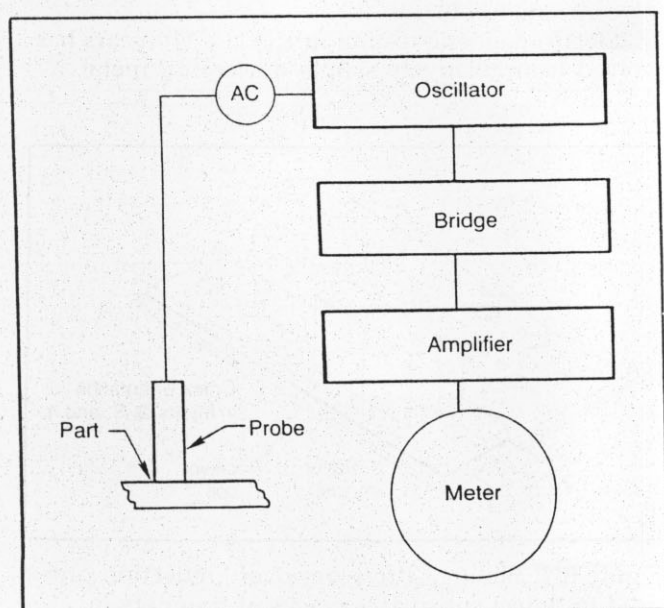 AC
Oscillator
Bridge
Amplifier
Part
Probe
Meter